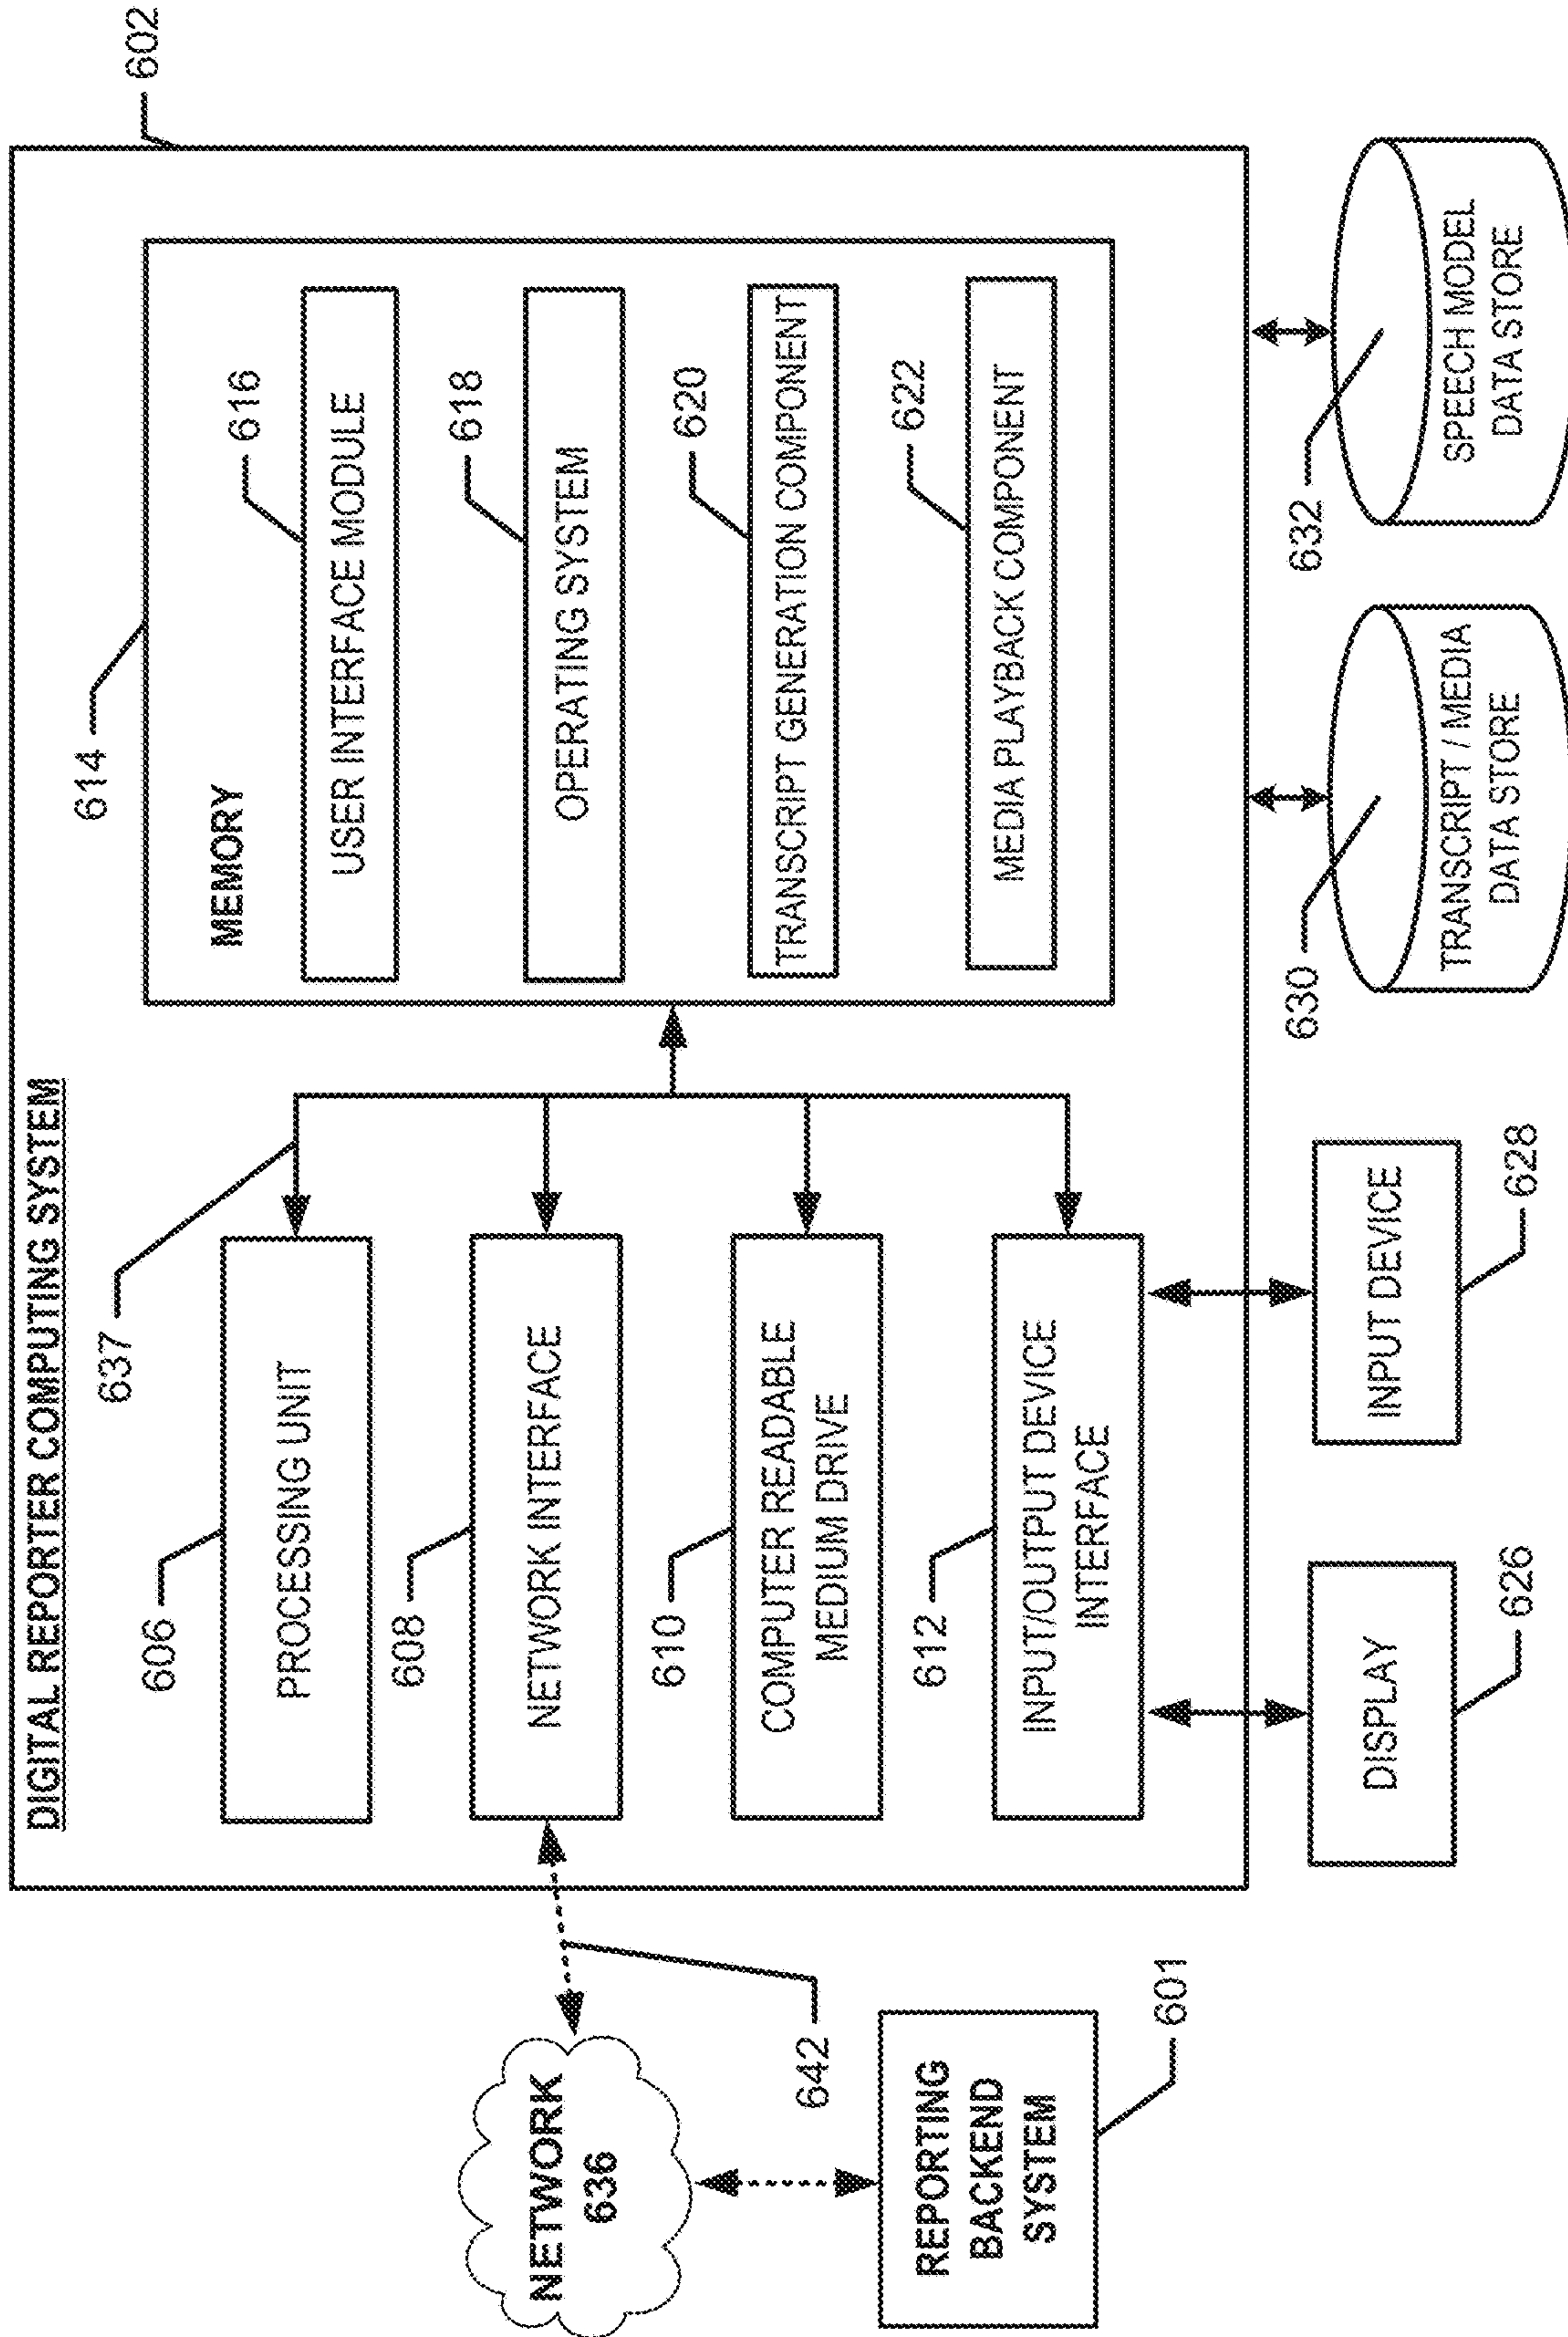 DIGITAL REPORTER COMPUTING SYSTEM
602
637
614
MEMORY
606
PROCESSING UNIT
616
USER INTERFACE MODULE
608
NETWORK INTERFACE
618
OPERATING SYSTEM
610
COMPUTER READABLE
MEDIUM DRIVE
620
TRANSCRIPT GENERATION COMPONENT
612
INPUT/OUTPUT DEVICE
INTERFACE
622
MEDIA PLAYBACK COMPONENT
NETWORK
636
642
REPORTING
BACKEND
SYSTEM
601
DISPLAY
626
INPUT DEVICE
628
630
TRANSCRIPT / MEDIA
DATA STORE
632
SPEECH MODEL
DATA STORE